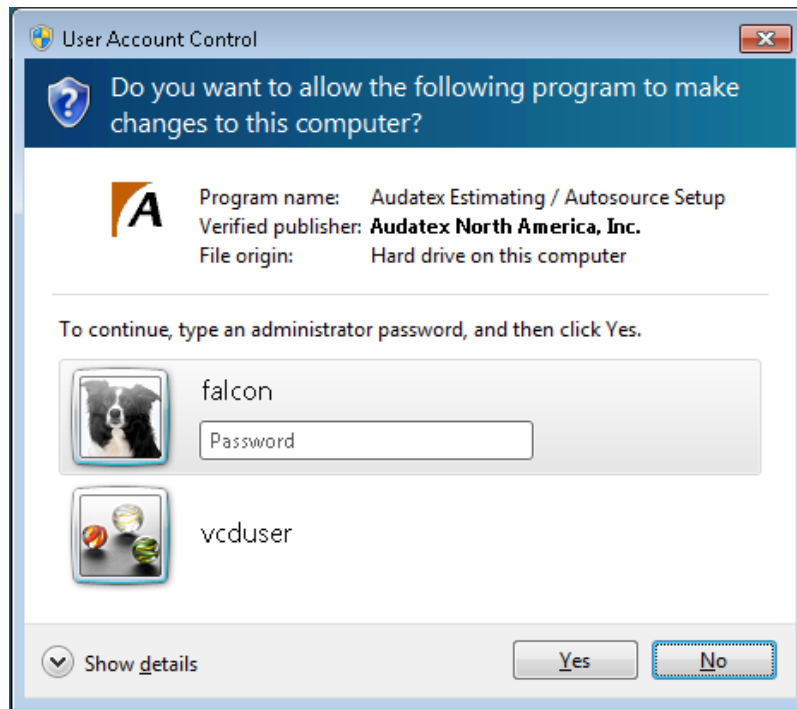 User Account Control
Do you want to allow the following program to make
changes to this computer?
A
Program name: Audatex Estimating / Autosource Setup
Verified publisher: Audatex North America, Inc.
File origin: Hard drive on this computer
To continue, type an administrator password, and then click Yes.
falcon
Password
vcduser
Show details Yes No